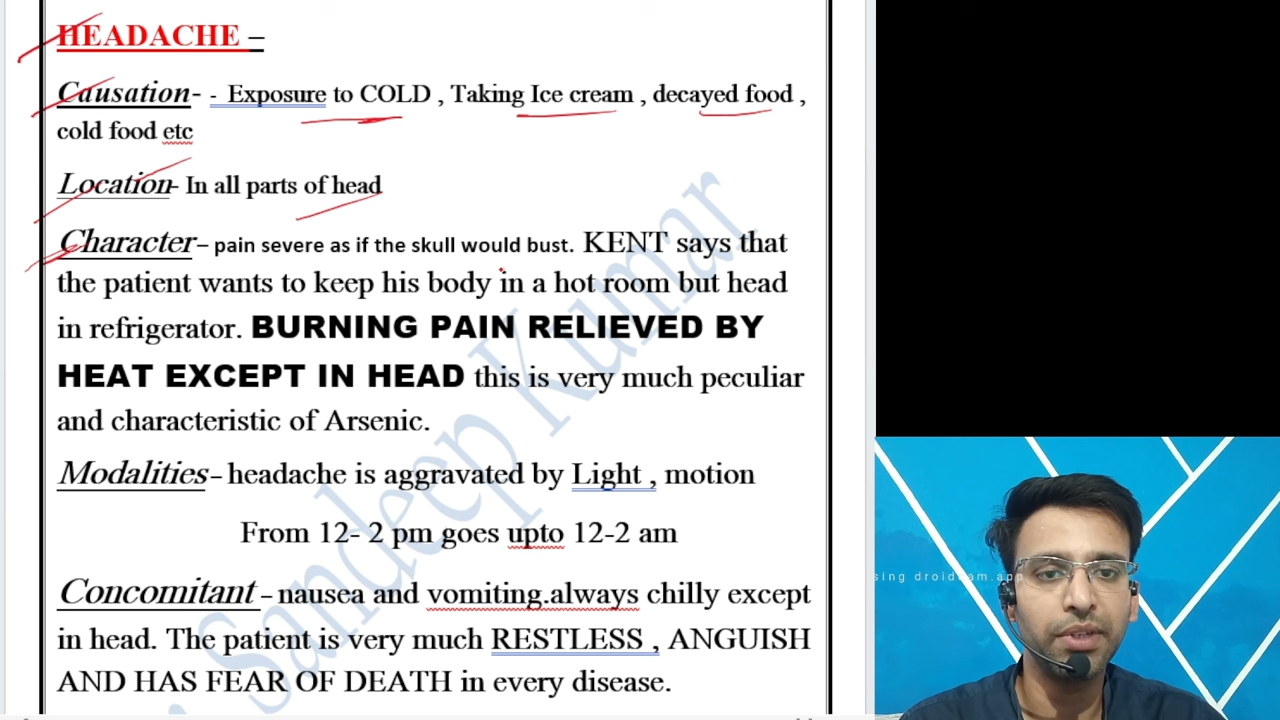 HEADACHE –
Causation- - Exposure to COLD , Taking Ice cream , decayed food ,
cold food etc
Location- In all parts of head
Character– pain severe as if the skull would bust. KENT says that
the patient wants to keep his body in a hot room but head
in refrigerator. BURNING PAIN RELIEVED BY
HEAT EXCEPT IN HEAD this is very much peculiar
and characteristic of Arsenic.
Modalities– headache is aggravated by Light , motion
From 12- 2 pm goes upto 12-2 am
Concomitant– nausea and vomiting.always chilly except
in head. The patient is very much RESTLESS , ANGUISH
AND HAS FEAR OF DEATH in every disease.
Sandeep Kumar